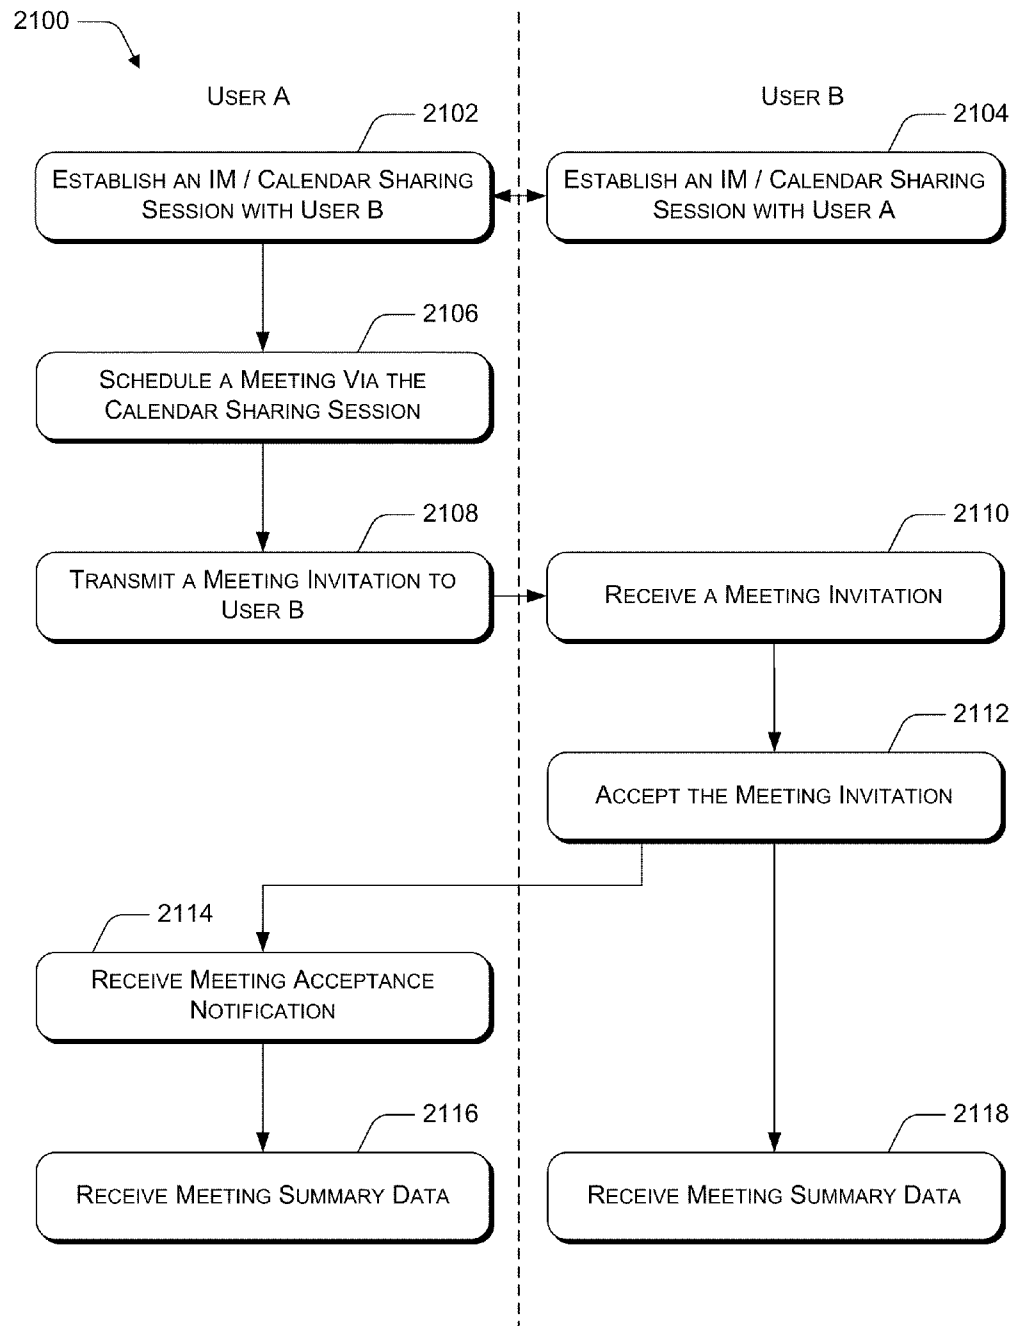 2100
USER A
USER B
2102
2104
ESTABLISH AN IM / CALENDAR SHARING
SESSION WITH USER B
ESTABLISH AN IM / CALENDAR SHARING
SESSION WITH USER A
2106
SCHEDULE A MEETING VIA THE
CALENDAR SHARING SESSION
2108
2110
TRANSMIT A MEETING INVITATION TO
USER B
RECEIVE A MEETING INVITATION
2112
ACCEPT THE MEETING INVITATION
2114
RECEIVE MEETING ACCEPTANCE
NOTIFICATION
2116
2118
RECEIVE MEETING SUMMARY DATA
RECEIVE MEETING SUMMARY DATA